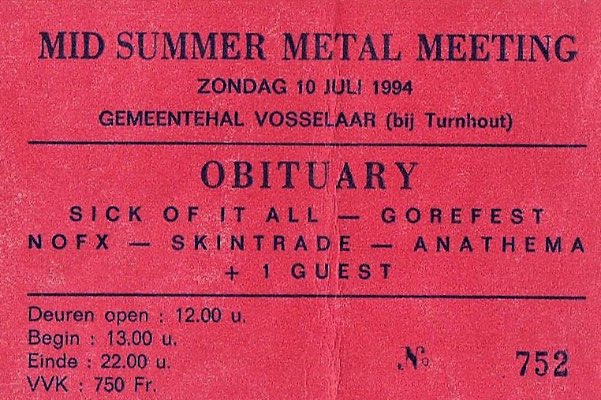 MID SUMMER METAL MEETING
ZONDAG 10 JULI 1994
GEMEENTEHAL VOSSELAAR (bij Turnhout)
OBITUARY
SICK OF IT ALL — GOREFEST
NOFX — SKINTRADE — ANATHEMA
+ 1 GUEST
Deuren open : 12.00 u.
Begin : 13.00 u.
Einde : 22.00 u.
VVK : 750 Fr.
No 752